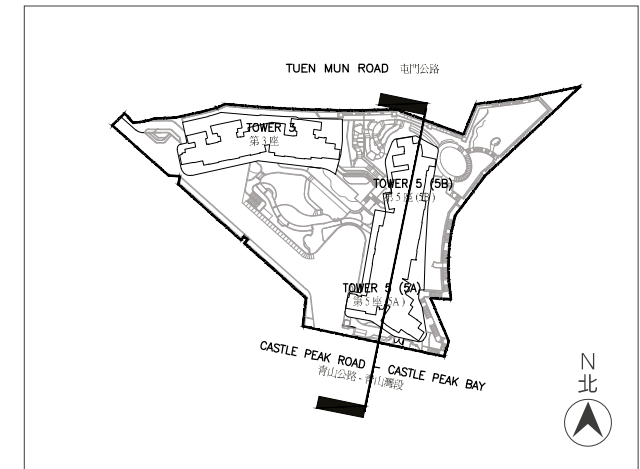 TUEN MUN ROAD 屯門公路
TOWER 3
第3座
TOWER 5 (5B)
第5座(5B)
TOWER 5 (5A)
第5座(5A)
CASTLE PEAK ROAD - CASTLE PEAK BAY
青山公路 - 青山灣段
N
北